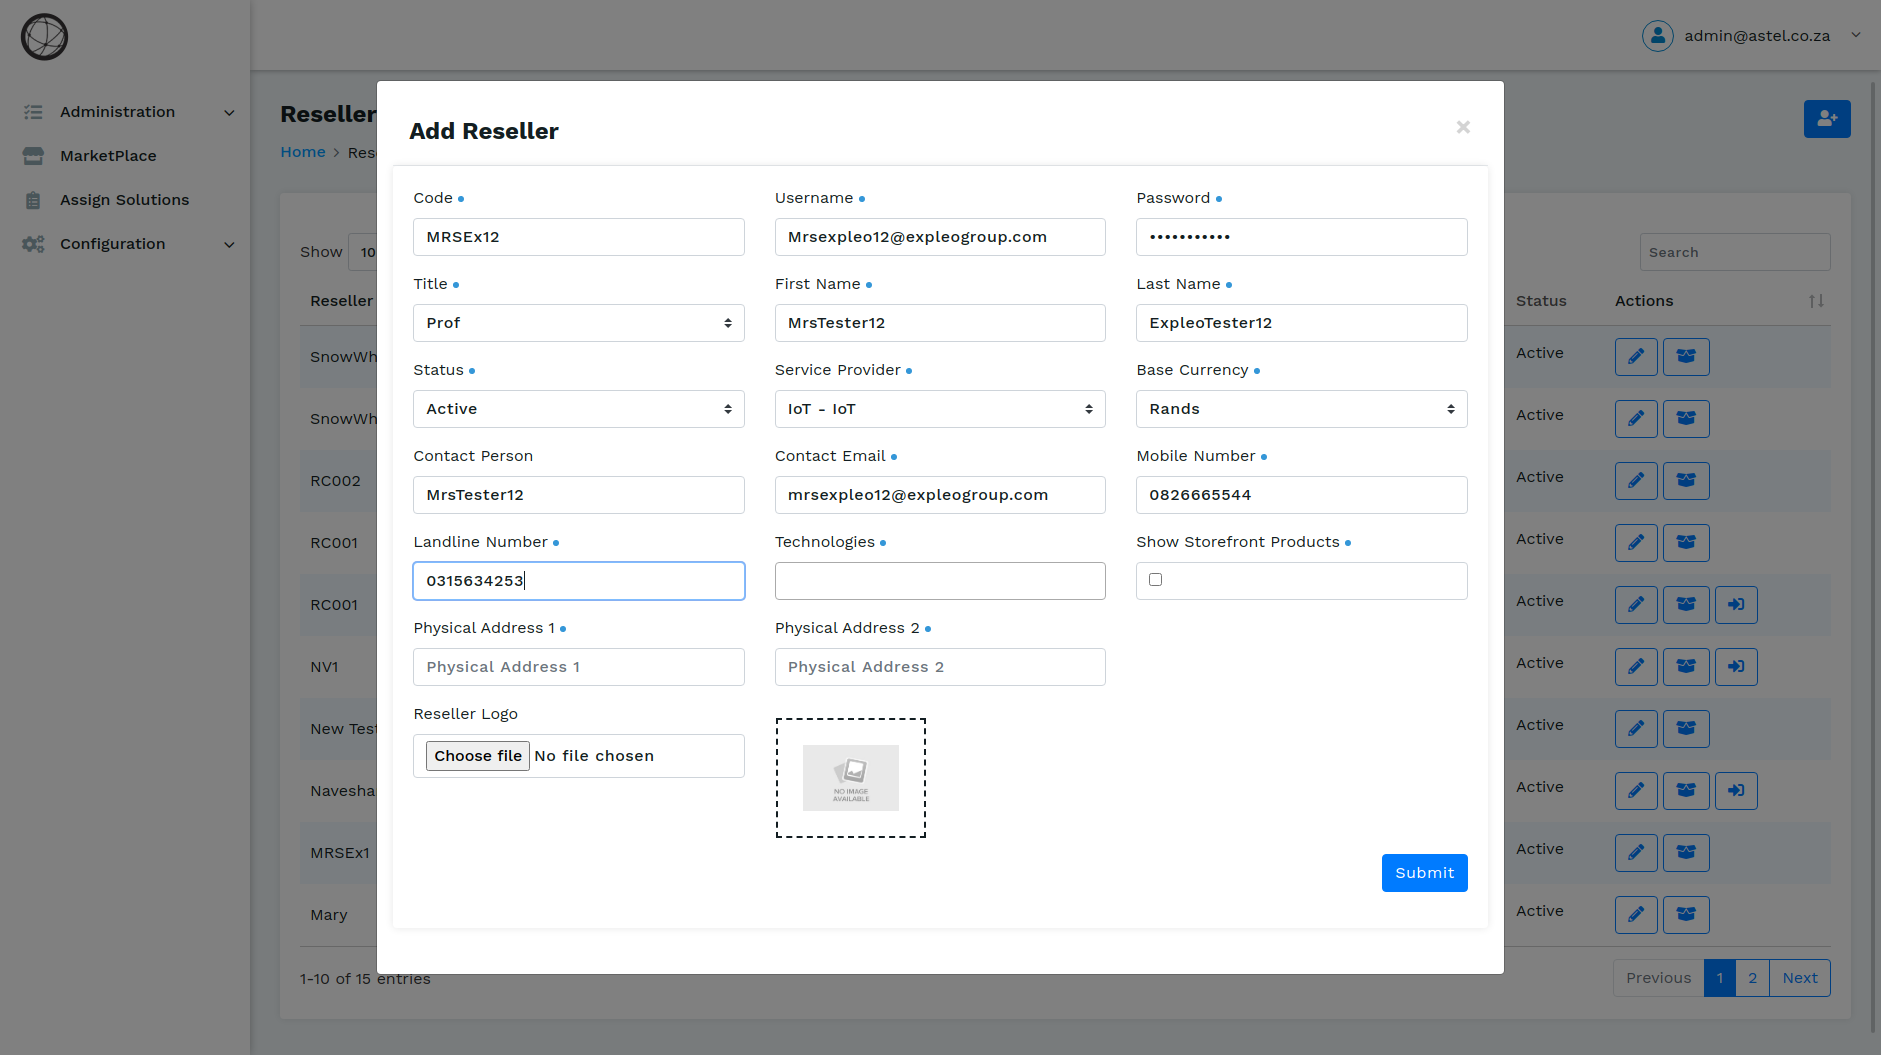 admin@astel.co.za
Administration
MarketPlace
Assign Solutions
Configuration
Reseller
Home > Res
Show 10
Search
Reseller Status Actions
SnowWh Active
SnowWh Active
RC002 Active
RC001 Active
RC001 Active
NV1 Active
New Test Active
Navesha Active
MRSEx1 Active
Mary Active
1-10 of 15 entries
Previous 1 2 Next
Add Reseller
×
Code Username Password
MRSEx12 Mrsexpleo12@expleogroup.com •••••••••••
Title First Name Last Name
Prof MrsTester12 ExpleoTester12
Status Service Provider Base Currency
Active IoT - IoT Rands
Contact Person Contact Email Mobile Number
MrsTester12 mrsexpleo12@expleogroup.com 0826665544
Landline Number Technologies Show Storefront Products
0315634253
Physical Address 1 Physical Address 2
Physical Address 1 Physical Address 2
Reseller Logo
Choose file No file chosen
NO IMAGE
AVAILABLE
Submit